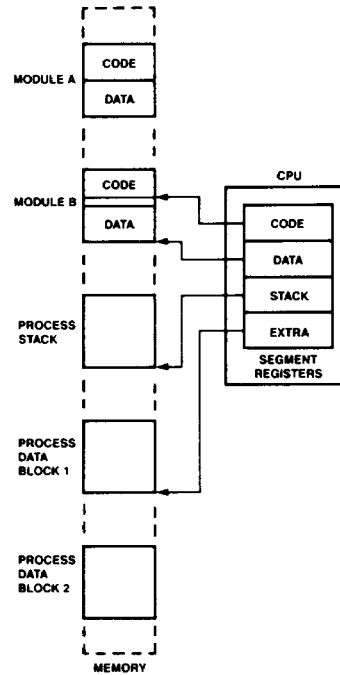 MODULE A
CODE
DATA
MODULE B
CODE
DATA
PROCESS
STACK
PROCESS
DATA
BLOCK 1
PROCESS
DATA
BLOCK 2
MEMORY
CPU
CODE
DATA
STACK
EXTRA
SEGMENT
REGISTERS